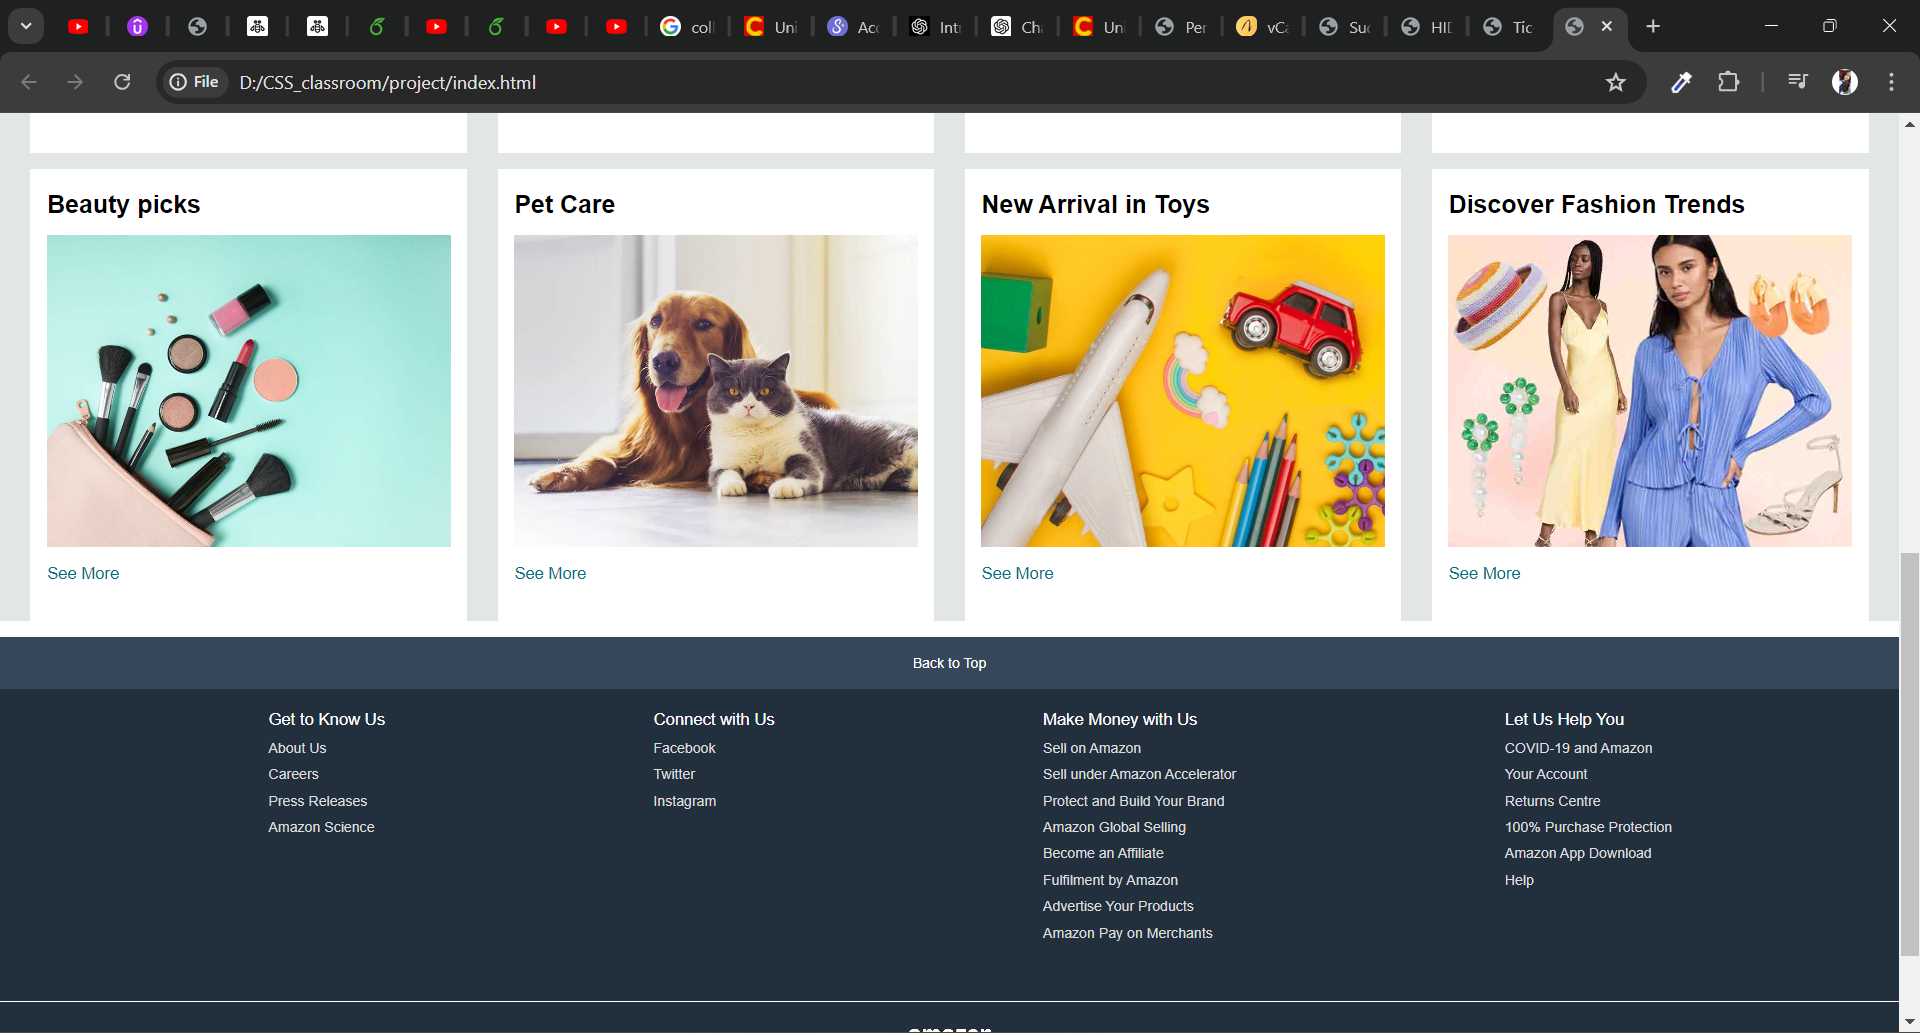 coll
Uni
Acc
Int
Ch
Un
Per
vCa
Suc
HID
Tic
File D:/CSS_classroom/project/index.html
Beauty picks
Pet Care
New Arrival in Toys
Discover Fashion Trends
See More
See More
See More
See More
Back to Top
Get to Know Us
About Us
Careers
Press Releases
Amazon Science
Connect with Us
Facebook
Twitter
Instagram
Make Money with Us
Sell on Amazon
Sell under Amazon Accelerator
Protect and Build Your Brand
Amazon Global Selling
Become an Affiliate
Fulfilment by Amazon
Advertise Your Products
Amazon Pay on Merchants
Let Us Help You
COVID-19 and Amazon
Your Account
Returns Centre
100% Purchase Protection
Amazon App Download
Help